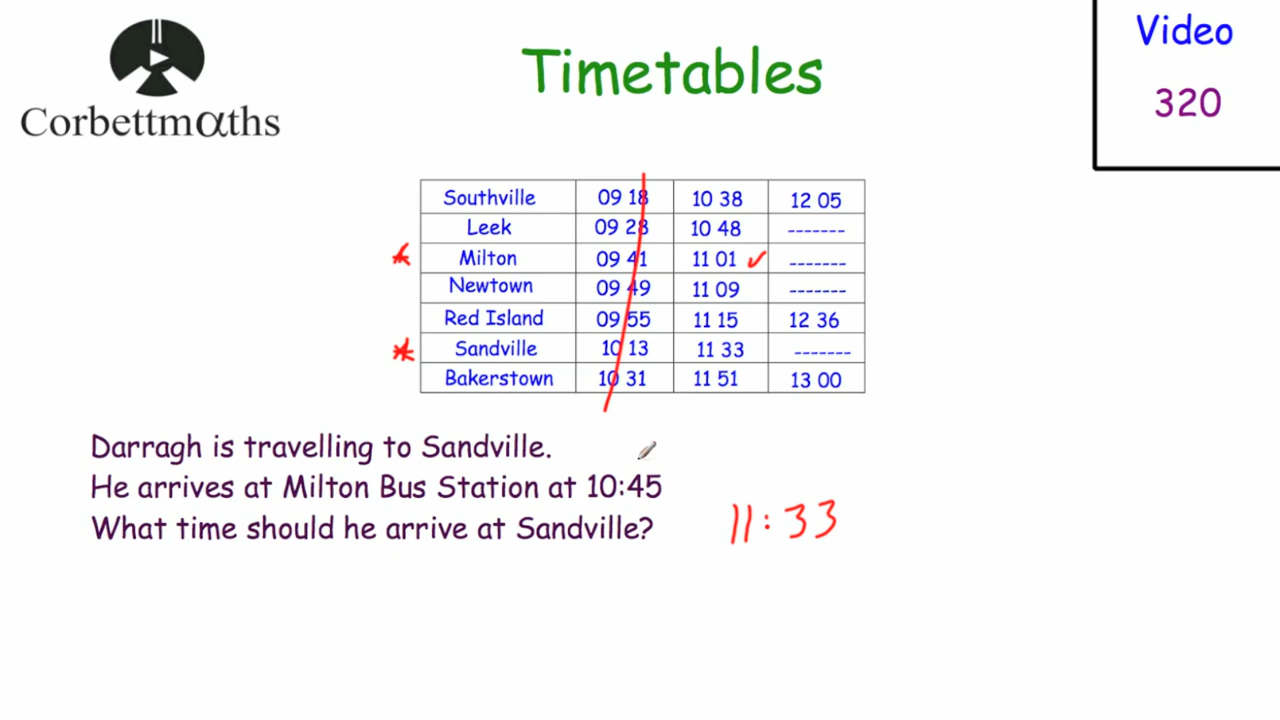 Corbettmαths
Timetables
Video
320
Southville 09 18 10 38 12 05
Leek 09 28 10 48 -------
Milton 09 41 11 01 ✓ -------
Newtown 09 49 11 09 -------
Red Island 09 55 11 15 12 36
Sandville 10 13 11 33 -------
Bakerstown 10 31 11 51 13 00
Darragh is travelling to Sandville.
He arrives at Milton Bus Station at 10:45
What time should he arrive at Sandville?
11:33